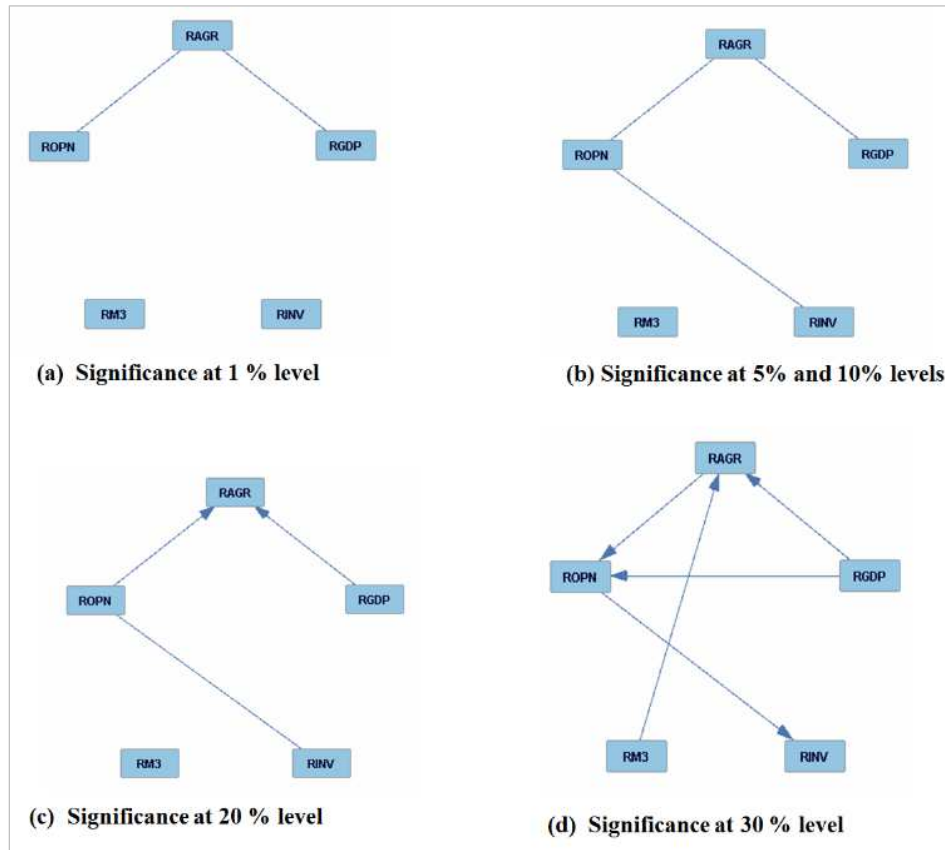 RAGR
ROPN RGDP
RM3 RINV
(a) Significance at 1 % level
RAGR
ROPN RGDP
RM3 RINV
(b) Significance at 5% and 10% levels
RAGR
ROPN RGDP
RM3 RINV
(c) Significance at 20 % level
RAGR
ROPN RGDP
RM3 RINV
(d) Significance at 30 % level